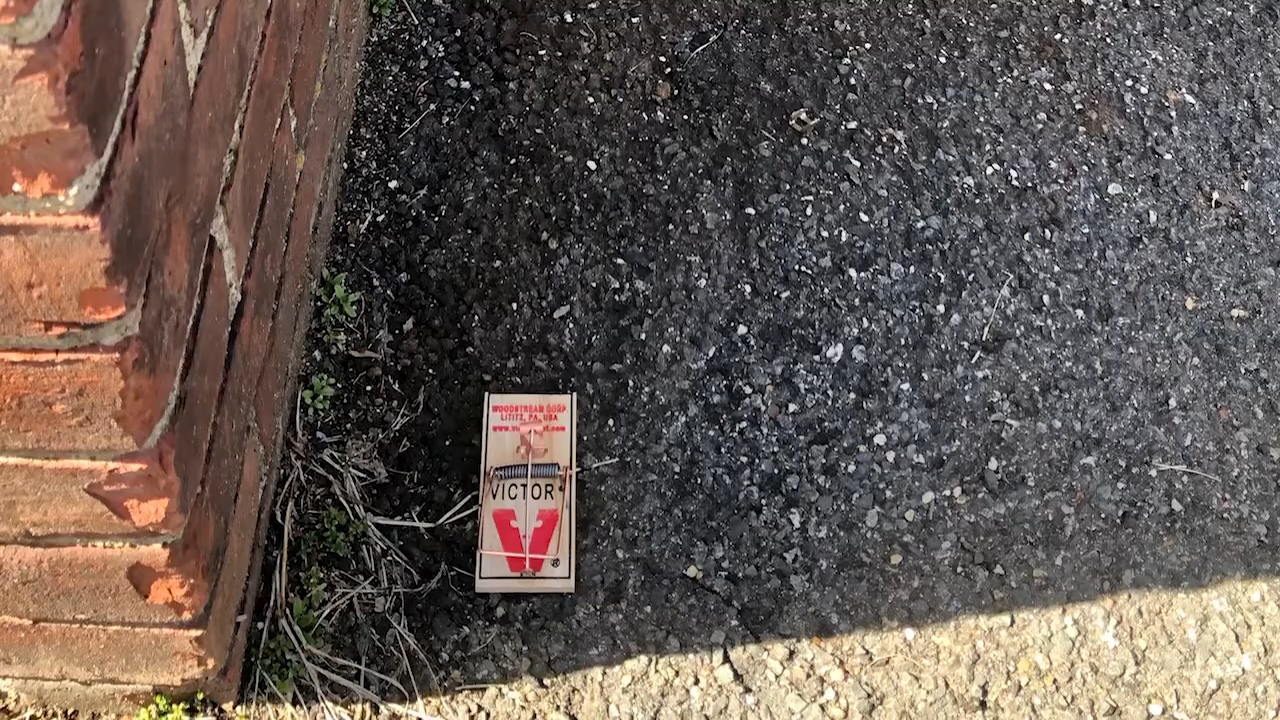 WOODSTREAM CORP
LITITZ, PA, USA
VICTOR
V
®